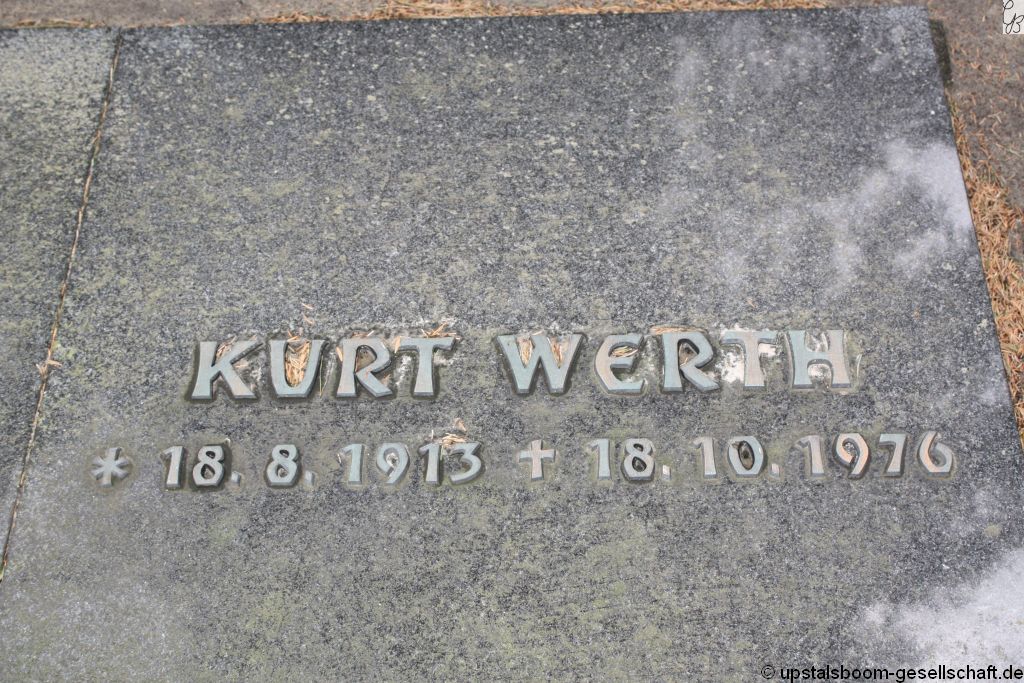 KURT WERTH
* 18. 8. 1913 † 18. 10. 1976
© upstalsboom-gesellschaft.de